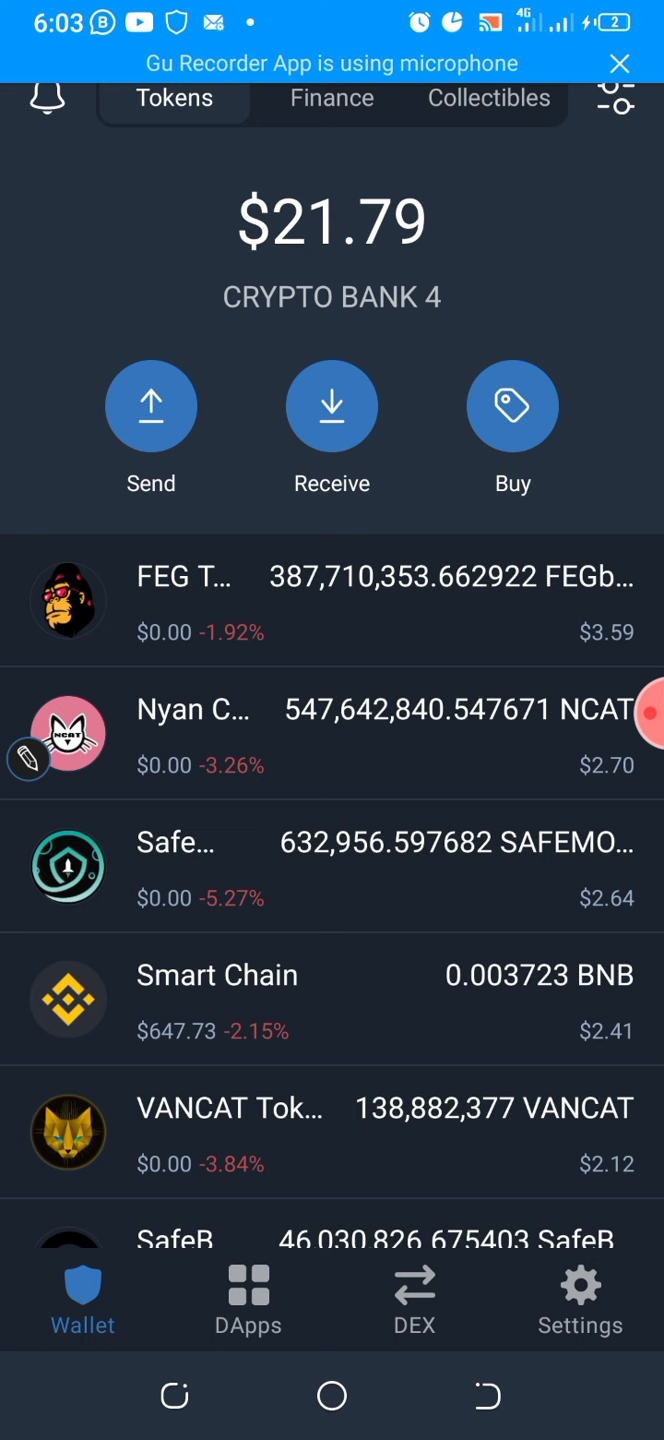 6:03
4G
2
Gu Recorder App is using microphone
Tokens Finance Collectibles
$21.79
CRYPTO BANK 4
Send Receive Buy
FEG T... 387,710,353.662922 FEGb...
$0.00 -1.92% $3.59
Nyan C... 547,642,840.547671 NCAT
NCAT
$0.00 -3.26% $2.70
Safe... 632,956.597682 SAFEMO...
$0.00 -5.27% $2.64
Smart Chain 0.003723 BNB
$647.73 -2.15% $2.41
VANCAT Tok... 138,882,377 VANCAT
$0.00 -3.84% $2.12
SafeB 46,030,826.675403 SafeB
Wallet DApps DEX Settings